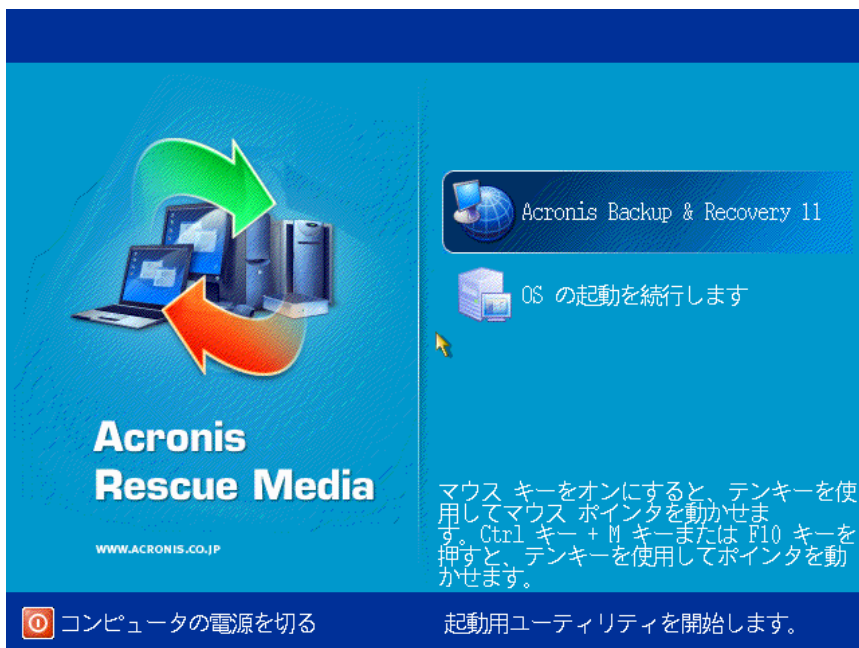 Acronis Backup & Recovery 11
OS の起動を続行します
Acronis
Rescue Media
WWW.ACRONIS.CO.JP
マウス キーをオンにすると、テンキーを使
用してマウス ポインタを動かせま
す。Ctrl キー + M キーまたは F10 キーを
押すと、テンキーを使用してポインタを動
かせます。
コンピュータの電源を切る
起動用ユーティリティを開始します。